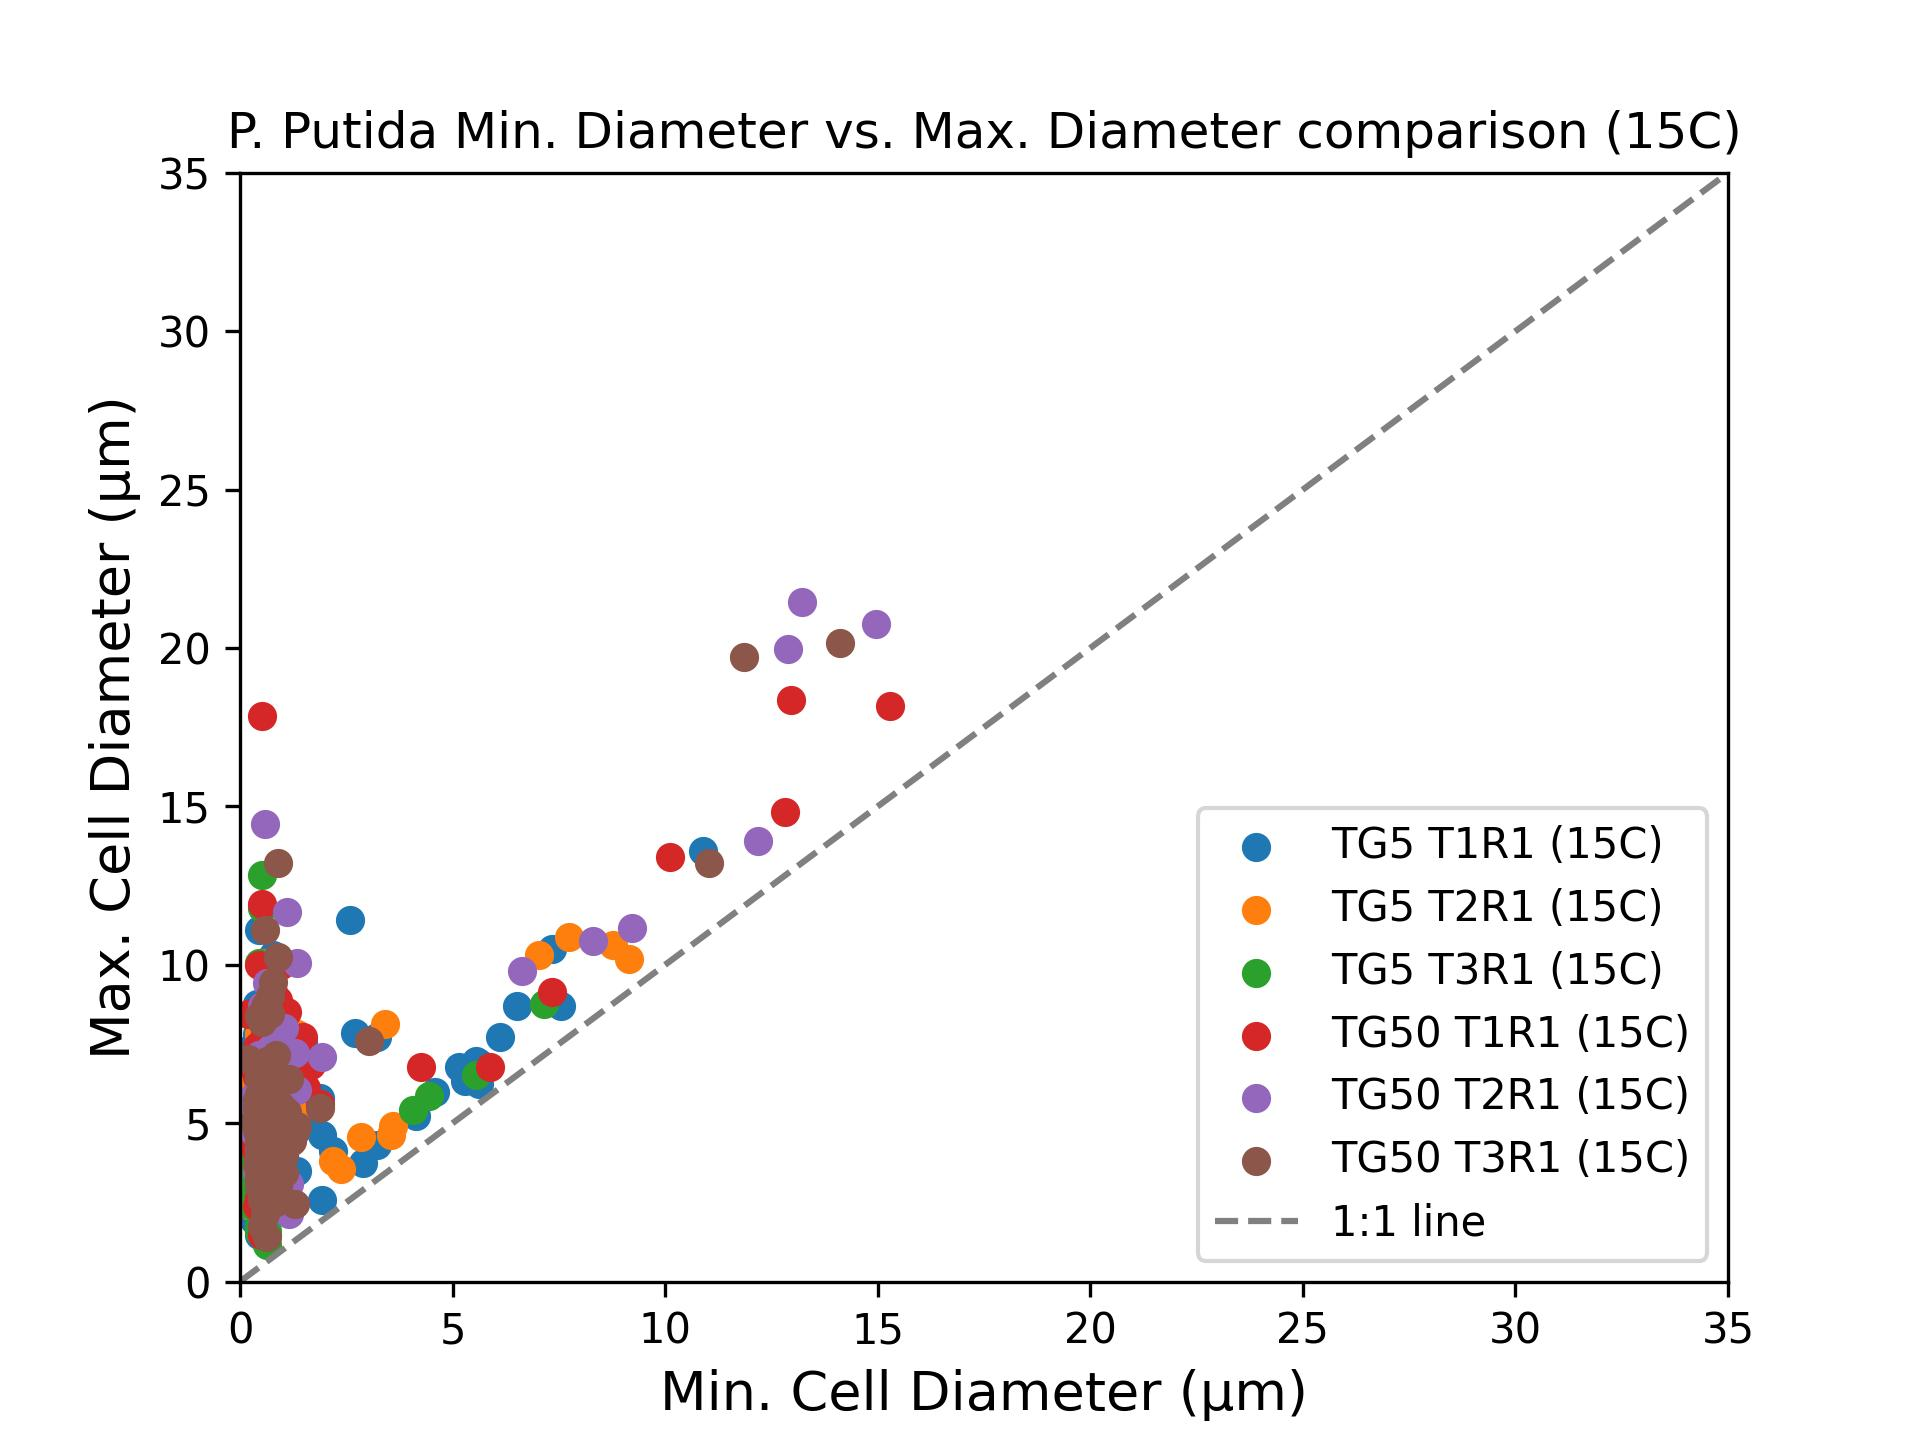 P. Putida Min. Diameter vs. Max. Diameter comparison (15C)
35
30
25
20
15
10
5
0
Max. Cell Diameter (μm)
TG5 T1R1 (15C)
TG5 T2R1 (15C)
TG5 T3R1 (15C)
TG50 T1R1 (15C)
TG50 T2R1 (15C)
TG50 T3R1 (15C)
1:1 line
0 5 10 15 20 25 30 35
Min. Cell Diameter (μm)